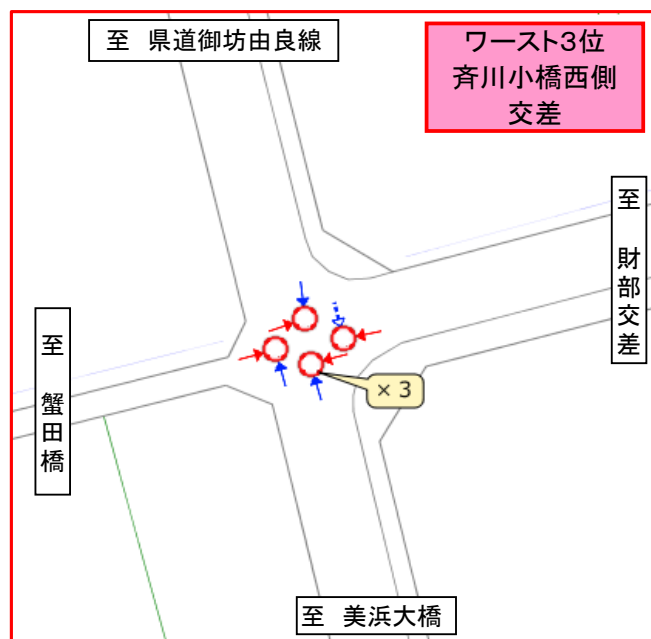 至 県道御坊由良線
ワースト3位
斉川小橋西側
交差
至 財部交差
至 蟹田橋
× 3
至 美浜大橋